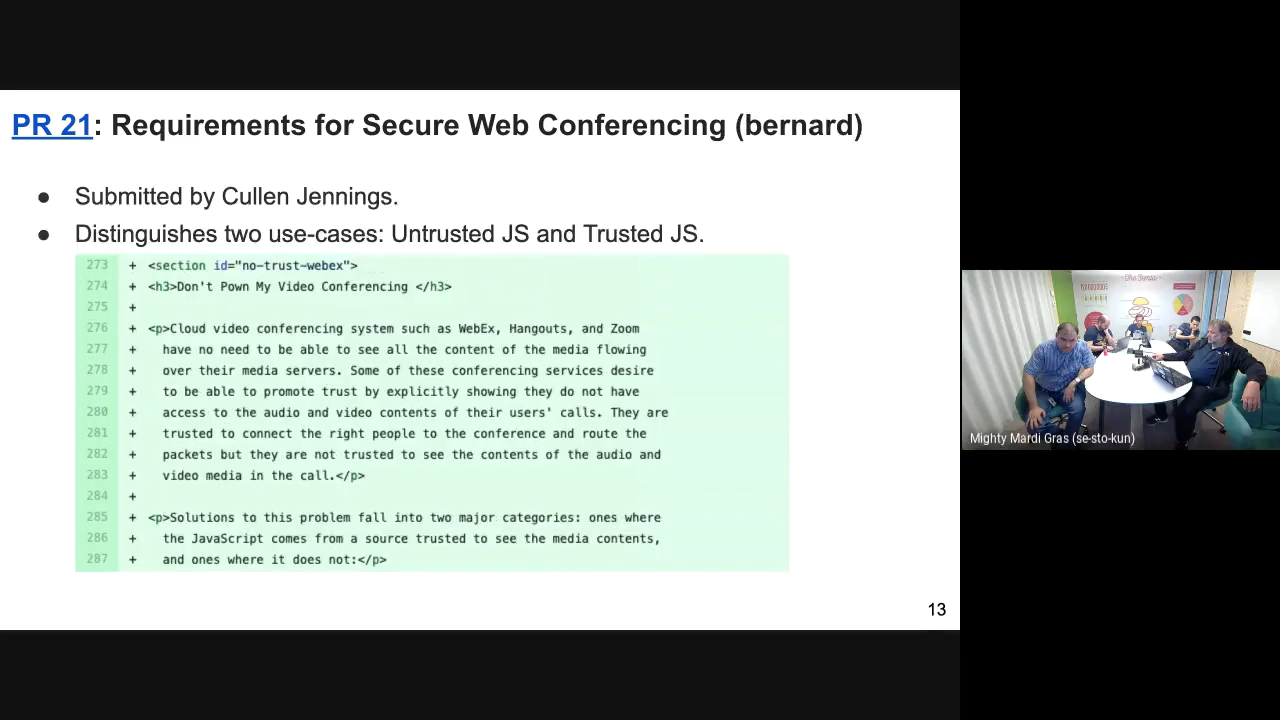 PR 21: Requirements for Secure Web Conferencing (bernard)
● Submitted by Cullen Jennings.
● Distinguishes two use-cases: Untrusted JS and Trusted JS.
273 + <section id="no-trust-webex">
274 + <h3>Don't Pown My Video Conferencing </h3>
275 +
276 + <p>Cloud video conferencing system such as WebEx, Hangouts, and Zoom
277 + have no need to be able to see all the content of the media flowing
278 + over their media servers. Some of these conferencing services desire
279 + to be able to promote trust by explicitly showing they do not have
280 + access to the audio and video contents of their users' calls. They are
281 + trusted to connect the right people to the conference and route the
282 + packets but they are not trusted to see the contents of the audio and
283 + video media in the call.</p>
284 +
285 + <p>Solutions to this problem fall into two major categories: ones where
286 + the JavaScript comes from a source trusted to see the media contents,
287 + and ones where it does not:</p>
13
Mighty Mardi Gras (se-sto-kun)